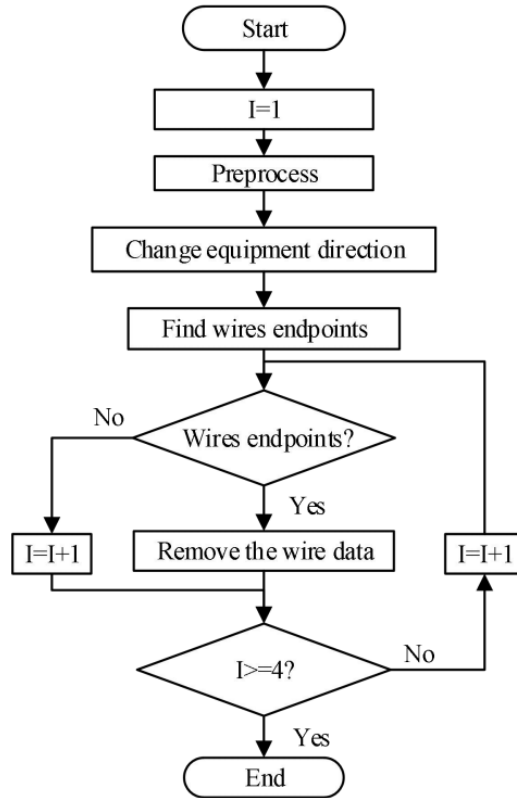 Start
I=1
Preprocess
Change equipment direction
Find wires endpoints
No
Wires endpoints?
Yes
I=I+1
Remove the wire data
I=I+1
I>=4?
No
Yes
End